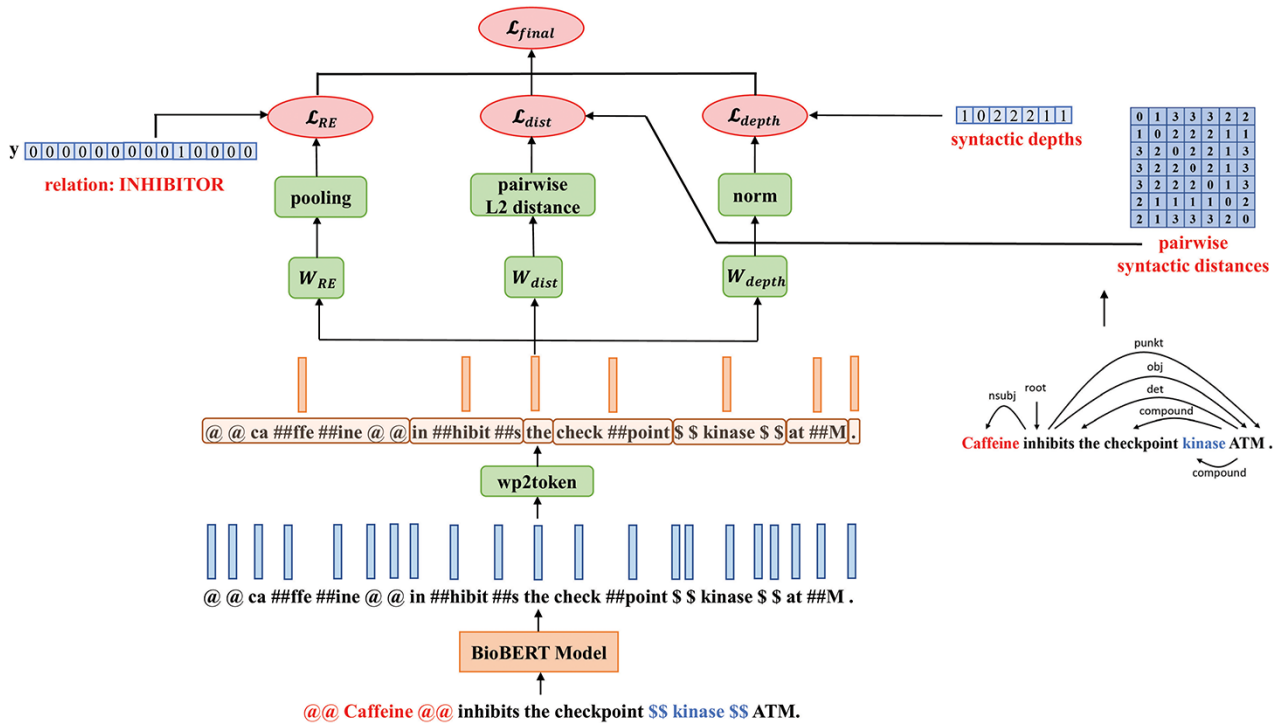 ℒfinal
ℒRE
ℒdist
ℒdepth
y 0 0 0 0 0 0 0 0 0 1 0 0 0 0
relation: INHIBITOR
1 0 2 2 2 1 1
syntactic depths
0 1 3 3 3 2 2
1 0 2 2 2 1 1
3 2 0 2 2 1 3
3 2 2 0 2 1 3
3 2 2 2 0 1 3
2 1 1 1 1 0 2
2 1 3 3 3 2 0
pairwise
syntactic distances
pooling
pairwise
L2 distance
norm
WRE
Wdist
Wdepth
punkt
obj
det
compound
root
nsubj
Caffeine inhibits the checkpoint kinase ATM .
compound
@ @ ca ##ffe ##ine @ @ in ##hibit ##s the check ##point $ $ kinase $ $ at ##M .
wp2token
@ @ ca ##ffe ##ine @ @ in ##hibit ##s the check ##point $ $ kinase $ $ at ##M .
BioBERT Model
@@ Caffeine @@ inhibits the checkpoint $$ kinase $$ ATM.